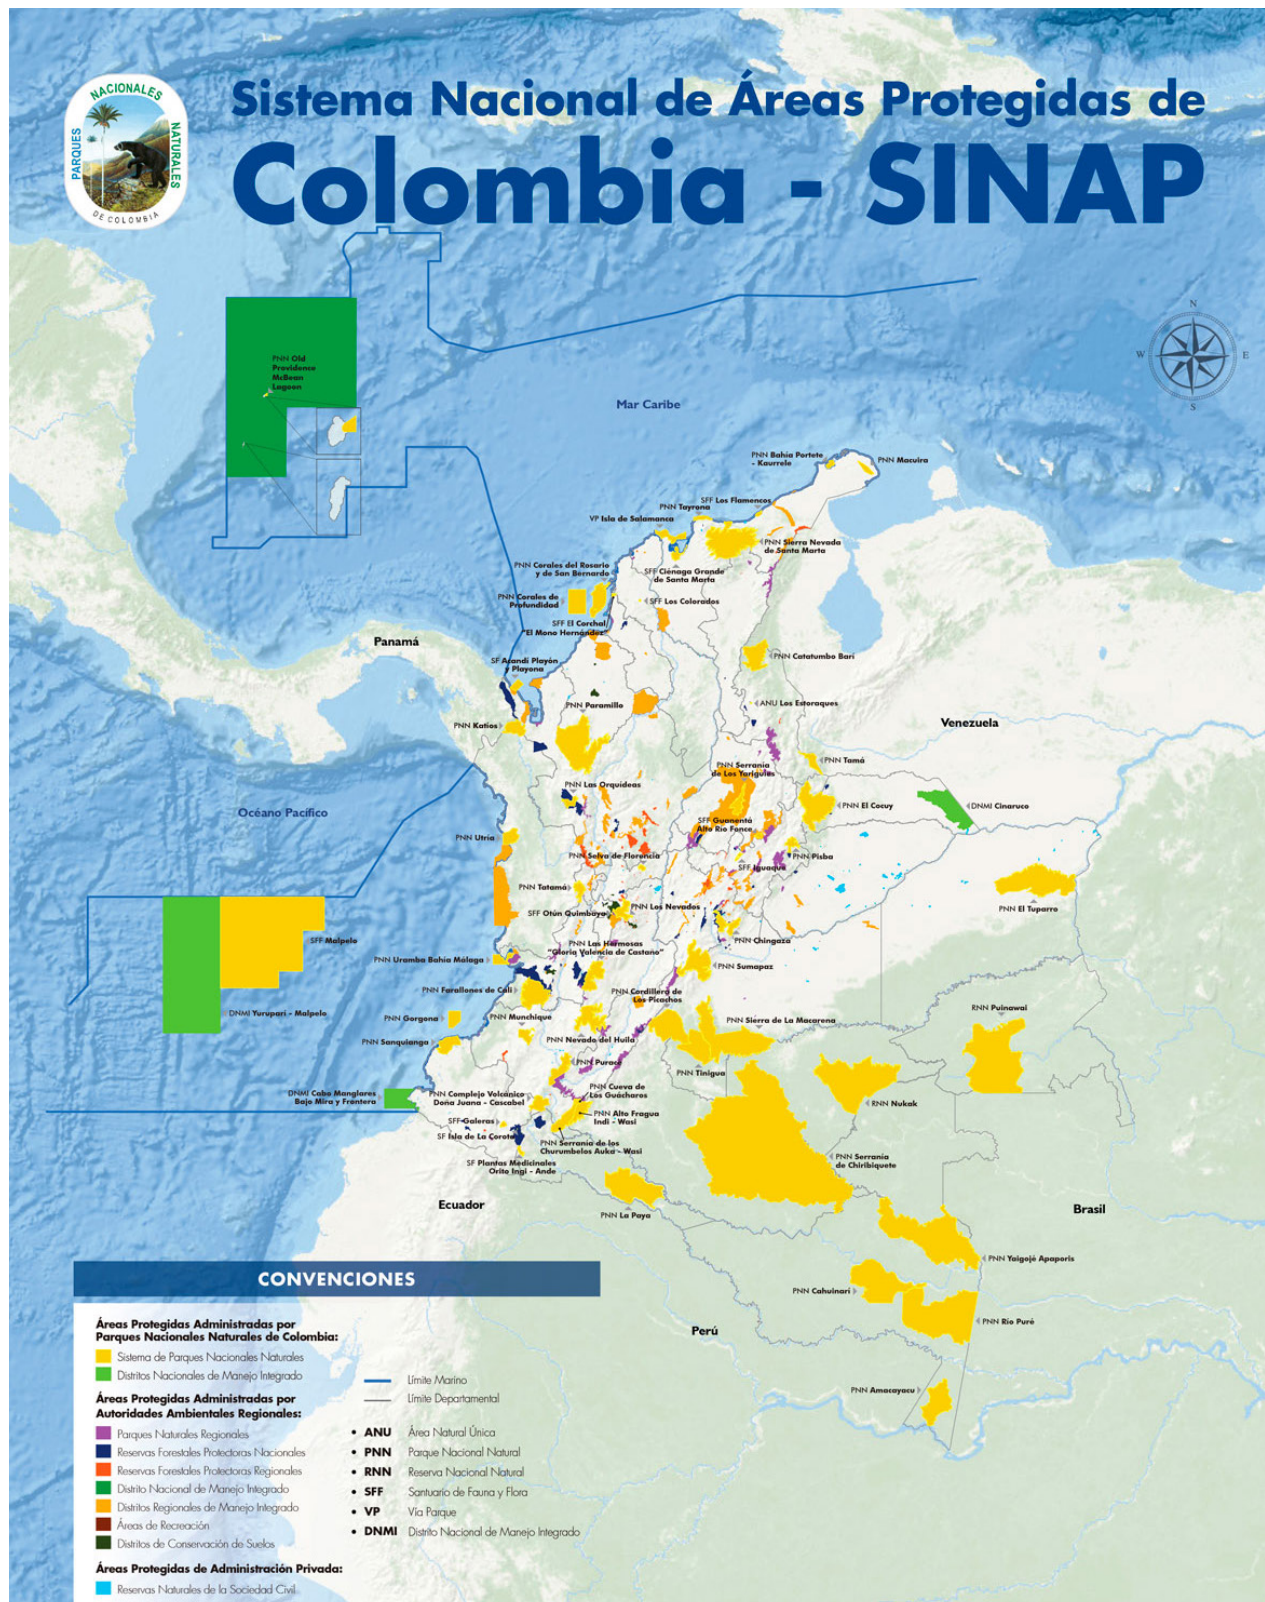 Sistema Nacional de Áreas Protegidas de
Colombia - SINAP
PARQUES
NACIONALES
NATURALES
DE COLOMBIA
N
W
E
S
PNN Old
Providence
McBean
Lagoon
Mar Caribe
PNN Bahía Portete
- Kaurrele
PNN Macuira
SFF Los Flamencos
PNN Tayrona
VP Isla de Salamanca
PNN Sierra Nevada
de Santa Marta
PNN Corales del Rosario
y de San Bernardo
SFF Ciénaga Grande
de Santa Marta
PNN Corales de
Profundidad
SFF Los Colorados
SFF El Corchal
"El Mono Hernández"
Panamá
PNN Catatumbo Barí
SF Acandí Playón
y Playona
PNN Paramillo
ANU Los Estoraques
PNN Katíos
Venezuela
PNN Tamá
PNN Serranía
de Los Yariguíes
PNN Las Orquídeas
PNN El Cocuy
DNMI Cinaruco
Océano Pacífico
SFF Guanentá
Alto Río Fonce
PNN Utría
PNN Selva de Florencia
PNN Pisba
SFF Iguaque
PNN Tatamá
PNN El Tuparro
SFF Otún Quimbaya
PNN Los Nevados
SFF Malpelo
PNN Las Hermosas
"Gloria Valencia de Castaño"
PNN Chingaza
PNN Uramba Bahía Málaga
PNN Sumapaz
PNN Farallones de Cali
PNN Cordillera de
Los Picachos
DNMI Yuruparí - Malpelo
PNN Gorgona
PNN Munchique
PNN Sierra de La Macarena
RNN Puinawai
PNN Sanquianga
PNN Nevado del Huila
PNN Puracé
PNN Tinigua
DNMI Cabo Manglares
Bajo Mira y Frontera
PNN Complejo Volcánico
Doña Juana - Cascabel
PNN Cueva de
Los Guácharos
RNN Nukak
PNN Alto Fragua
Indi - Wasi
SFF Galeras
SF Isla de La Corota
PNN Serranía de los
Churumbelos Auka - Wasi
PNN Serranía
de Chiribiquete
SF Plantas Medicinales
Orito Ingi - Ande
Ecuador
PNN La Paya
Brasil
PNN Yaigojé Apaporis
PNN Cahuinarí
PNN Río Puré
Perú
PNN Amacayacu
CONVENCIONES
Áreas Protegidas Administradas por
Parques Nacionales Naturales de Colombia:
Sistema de Parques Nacionales Naturales
Distritos Nacionales de Manejo Integrado
Áreas Protegidas Administradas por
Autoridades Ambientales Regionales:
Parques Naturales Regionales
Reservas Forestales Protectoras Nacionales
Reservas Forestales Protectoras Regionales
Distrito Nacional de Manejo Integrado
Distritos Regionales de Manejo Integrado
Áreas de Recreación
Distritos de Conservación de Suelos
Áreas Protegidas de Administración Privada:
Reservas Naturales de la Sociedad Civil
Límite Marino
Límite Departamental
• ANU Área Natural Única
• PNN Parque Nacional Natural
• RNN Reserva Nacional Natural
• SFF Santuario de Fauna y Flora
• VP Vía Parque
• DNMI Distrito Nacional de Manejo Integrado